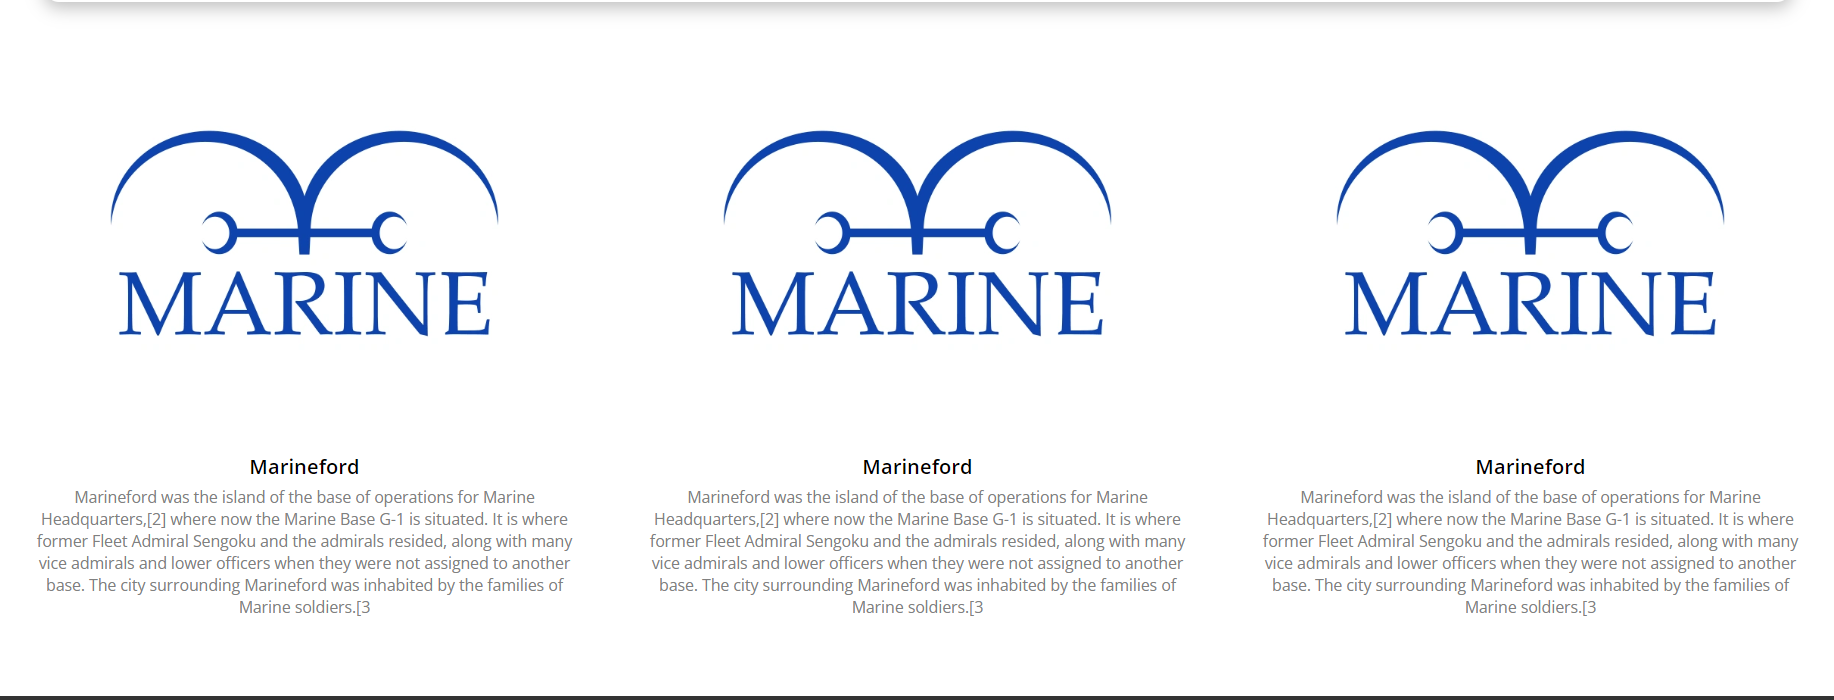 MARINE
Marineford
Marineford was the island of the base of operations for Marine
Headquarters,[2] where now the Marine Base G-1 is situated. It is where
former Fleet Admiral Sengoku and the admirals resided, along with many
vice admirals and lower officers when they were not assigned to another
base. The city surrounding Marineford was inhabited by the families of
Marine soldiers.[3
MARINE
Marineford
Marineford was the island of the base of operations for Marine
Headquarters,[2] where now the Marine Base G-1 is situated. It is where
former Fleet Admiral Sengoku and the admirals resided, along with many
vice admirals and lower officers when they were not assigned to another
base. The city surrounding Marineford was inhabited by the families of
Marine soldiers.[3
MARINE
Marineford
Marineford was the island of the base of operations for Marine
Headquarters,[2] where now the Marine Base G-1 is situated. It is where
former Fleet Admiral Sengoku and the admirals resided, along with many
vice admirals and lower officers when they were not assigned to another
base. The city surrounding Marineford was inhabited by the families of
Marine soldiers.[3